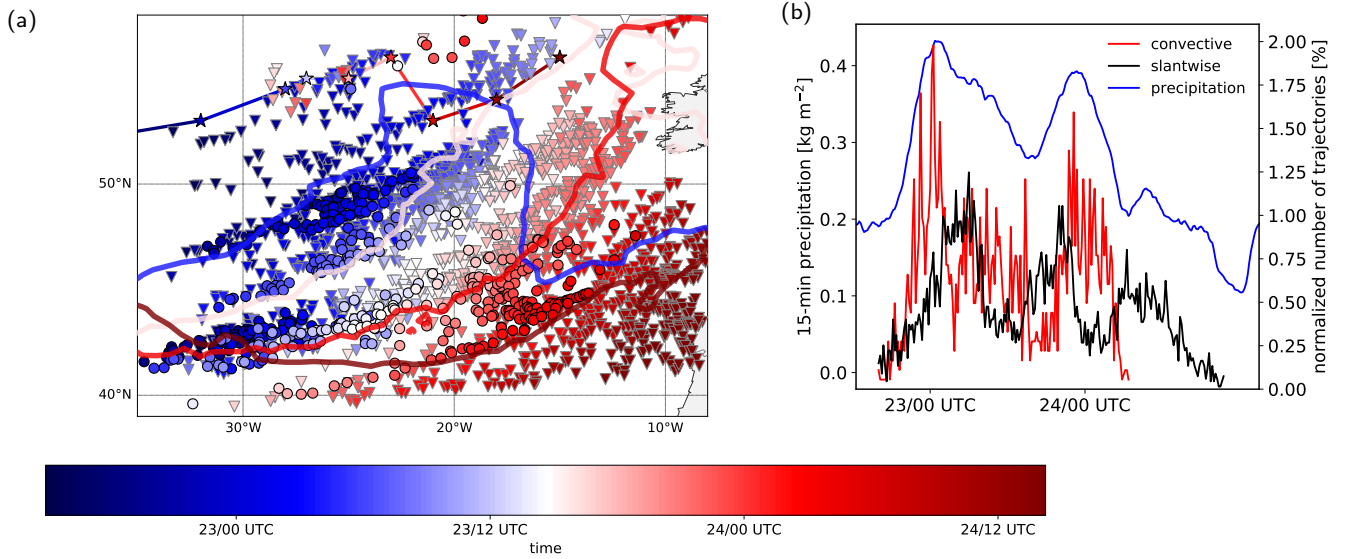 (a)
50°N
40°N
30°W
20°W
10°W
(b)
convective
slantwise
precipitation
15-min precipitation [kg m⁻²]
0.4
0.3
0.2
0.1
0.0
normalized number of trajectories [%]
2.00
1.75
1.50
1.25
1.00
0.75
0.50
0.25
0.00
23/00 UTC
24/00 UTC
23/00 UTC
23/12 UTC
24/00 UTC
24/12 UTC
time